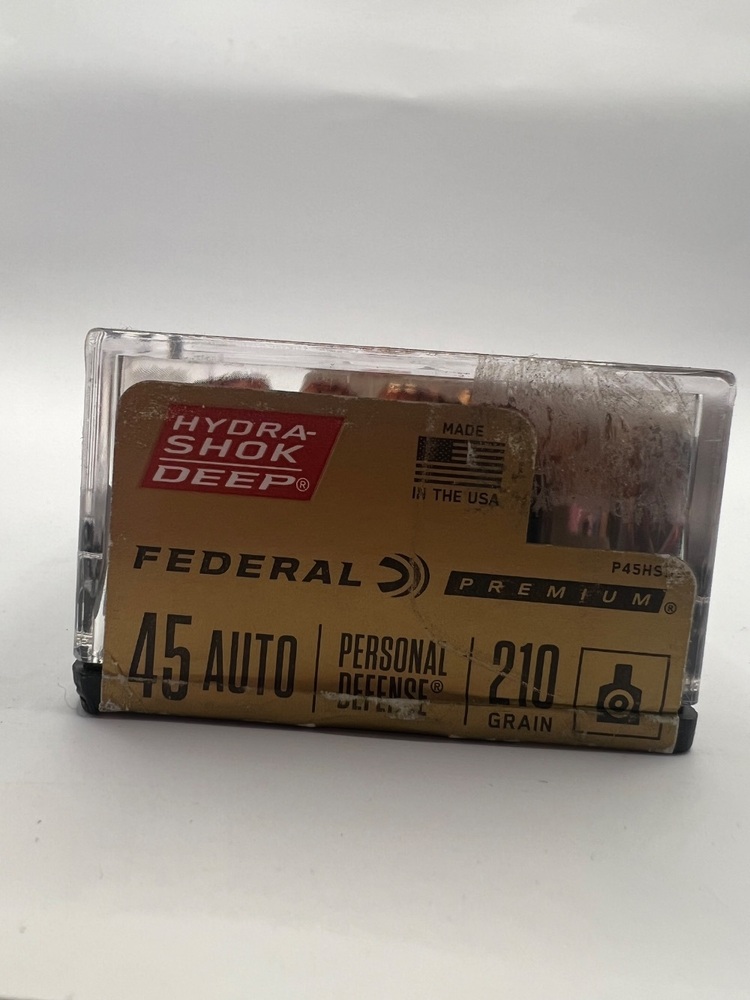 HYDRA-
SHOK
DEEP®
MADE
IN THE USA
FEDERAL
PREMIUM®
P45HS
45 AUTO
PERSONAL
DEFENSE®
210
GRAIN